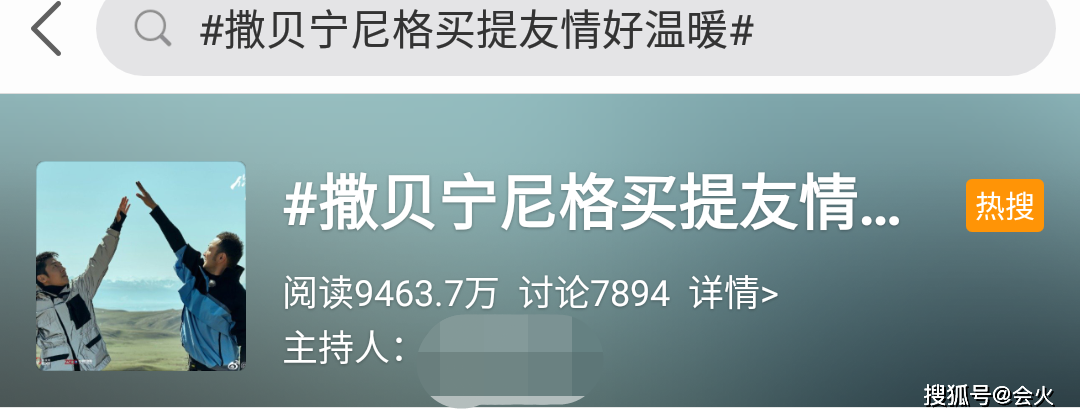 #撒贝宁尼格买提友情好温暖#
#撒贝宁尼格买提友情...
热搜
阅读9463.7万 讨论7894 详情>
主持人：
搜狐号@会火